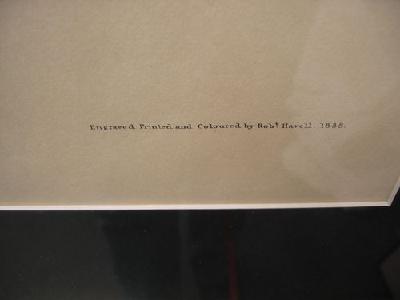 Engraved Printed and Coloured by Robt Havell 1838.